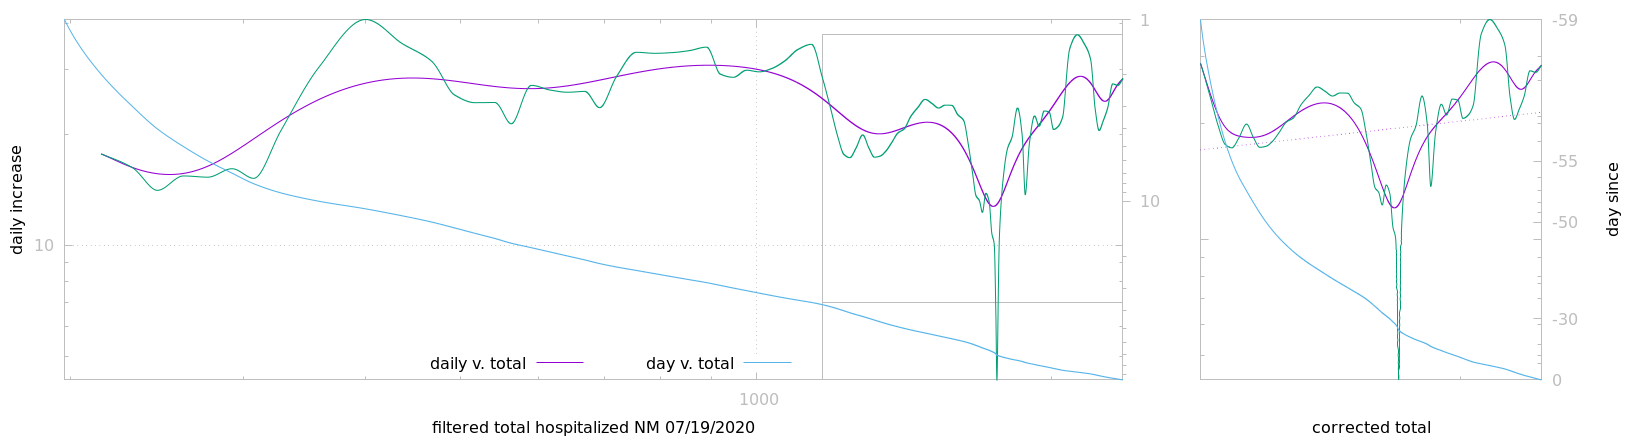 1
-59
daily increase
-55
10
-50
day since
10
-30
daily v. total
day v. total
0
1000
filtered total hospitalized NM 07/19/2020
corrected total